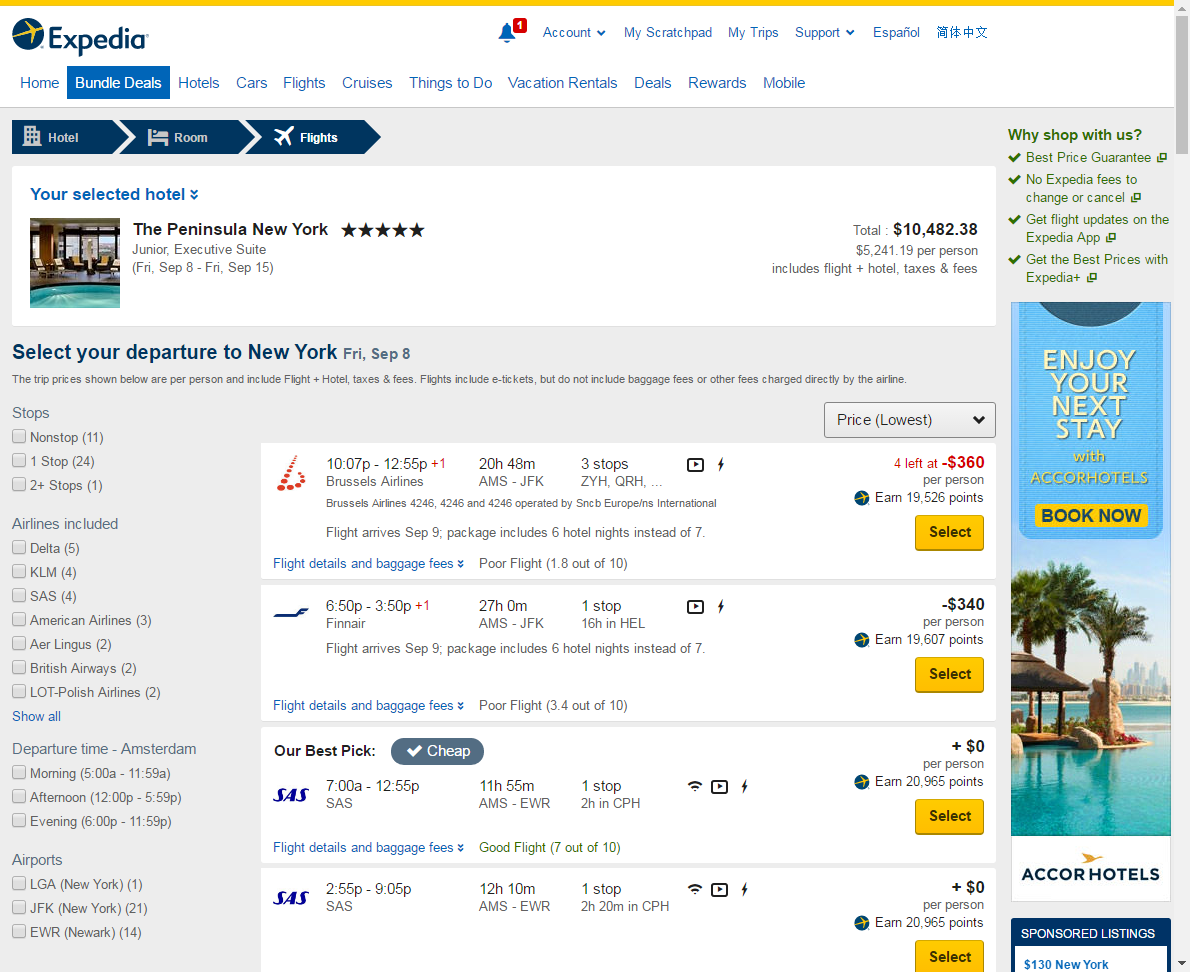 Expedia
1
Account
My Scratchpad
My Trips
Support
Español
简体中文
Home
Bundle Deals
Hotels
Cars
Flights
Cruises
Things to Do
Vacation Rentals
Deals
Rewards
Mobile
Hotel
Room
Flights
Your selected hotel
The Peninsula New York
Junior, Executive Suite
(Fri, Sep 8 - Fri, Sep 15)
Total : $10,482.38
$5,241.19 per person
includes flight + hotel, taxes & fees
Why shop with us?
Best Price Guarantee
No Expedia fees to
change or cancel
Get flight updates on the
Expedia App
Get the Best Prices with
Expedia+
Select your departure to New York Fri, Sep 8
The trip prices shown below are per person and include Flight + Hotel, taxes & fees. Flights include e-tickets, but do not include baggage fees or other fees charged directly by the airline.
Stops
Nonstop (11)
1 Stop (24)
2+ Stops (1)
Airlines included
Delta (5)
KLM (4)
SAS (4)
American Airlines (3)
Aer Lingus (2)
British Airways (2)
LOT-Polish Airlines (2)
Show all
Departure time - Amsterdam
Morning (5:00a - 11:59a)
Afternoon (12:00p - 5:59p)
Evening (6:00p - 11:59p)
Airports
LGA (New York) (1)
JFK (New York) (21)
EWR (Newark) (14)
Price (Lowest)
10:07p - 12:55p +1
Brussels Airlines
20h 48m
AMS - JFK
3 stops
ZYH, QRH, ...
Brussels Airlines 4246, 4246 and 4246 operated by Sncb Europe/ns International
Flight arrives Sep 9; package includes 6 hotel nights instead of 7.
Flight details and baggage fees
Poor Flight (1.8 out of 10)
4 left at -$360
per person
Earn 19,526 points
Select
6:50p - 3:50p +1
Finnair
27h 0m
AMS - JFK
1 stop
16h in HEL
Flight arrives Sep 9; package includes 6 hotel nights instead of 7.
Flight details and baggage fees
Poor Flight (3.4 out of 10)
-$340
per person
Earn 19,607 points
Select
Our Best Pick:
Cheap
SAS
7:00a - 12:55p
SAS
11h 55m
AMS - EWR
1 stop
2h in CPH
Flight details and baggage fees
Good Flight (7 out of 10)
+ $0
per person
Earn 20,965 points
Select
SAS
2:55p - 9:05p
SAS
12h 10m
AMS - EWR
1 stop
2h 20m in CPH
+ $0
per person
Earn 20,965 points
Select
ENJOY
YOUR
NEXT
STAY
with
ACCORHOTELS
BOOK NOW
ACCORHOTELS
SPONSORED LISTINGS
$130 New York